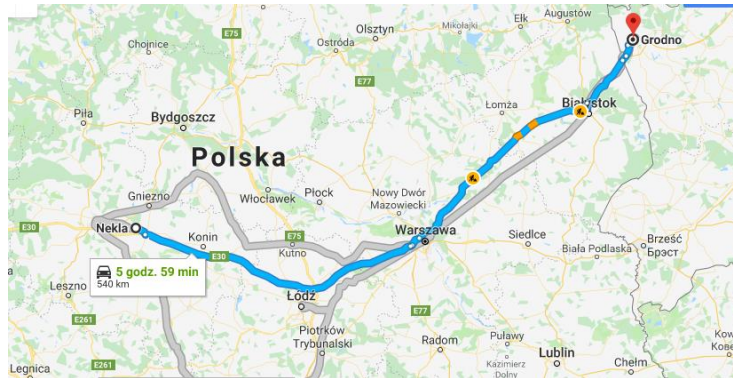 Olsztyn
Mikołajki
Ełk
Augustów
Grodno
Chojnice
E75
Ostróda
E77
Piła
Bydgoszcz
Łomża
Białystok
Polska
Gniezno
Włocławek
Płock
Nowy Dwór
Mazowiecki
E30
Nekla
Konin
E75
Kutno
Warszawa
Siedlce
Biała Podlaska
Brześć
Брэст
E30
5 godz. 59 min
540 km
Leszno
Łódź
E261
E77
Piotrków
Trybunalski
Radom
Puławy
Legnica
E261
Kazimierz
Dolny
Lublin
Chełm